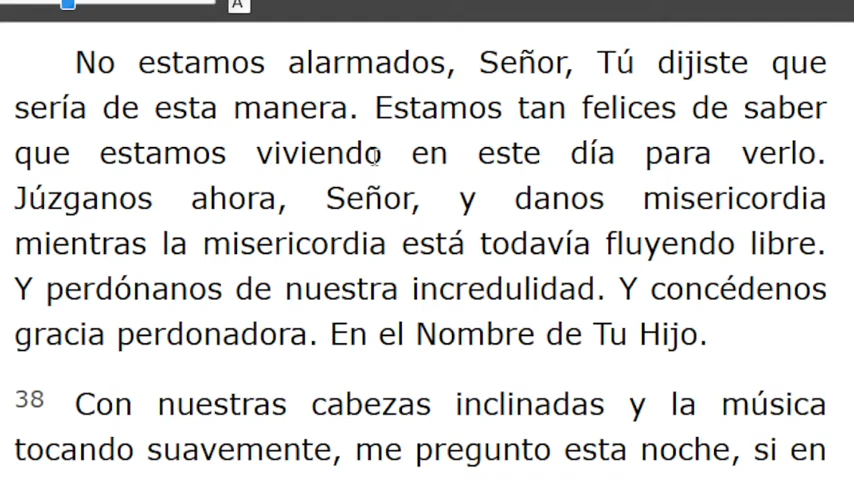 A
No estamos alarmados, Señor, Tú dijiste que
sería de esta manera. Estamos tan felices de saber
que estamos viviendo en este día para verlo.
Júzganos ahora, Señor, y danos misericordia
mientras la misericordia está todavía fluyendo libre.
Y perdónanos de nuestra incredulidad. Y concédenos
gracia perdonadora. En el Nombre de Tu Hijo.
38 Con nuestras cabezas inclinadas y la música
tocando suavemente, me pregunto esta noche, si en